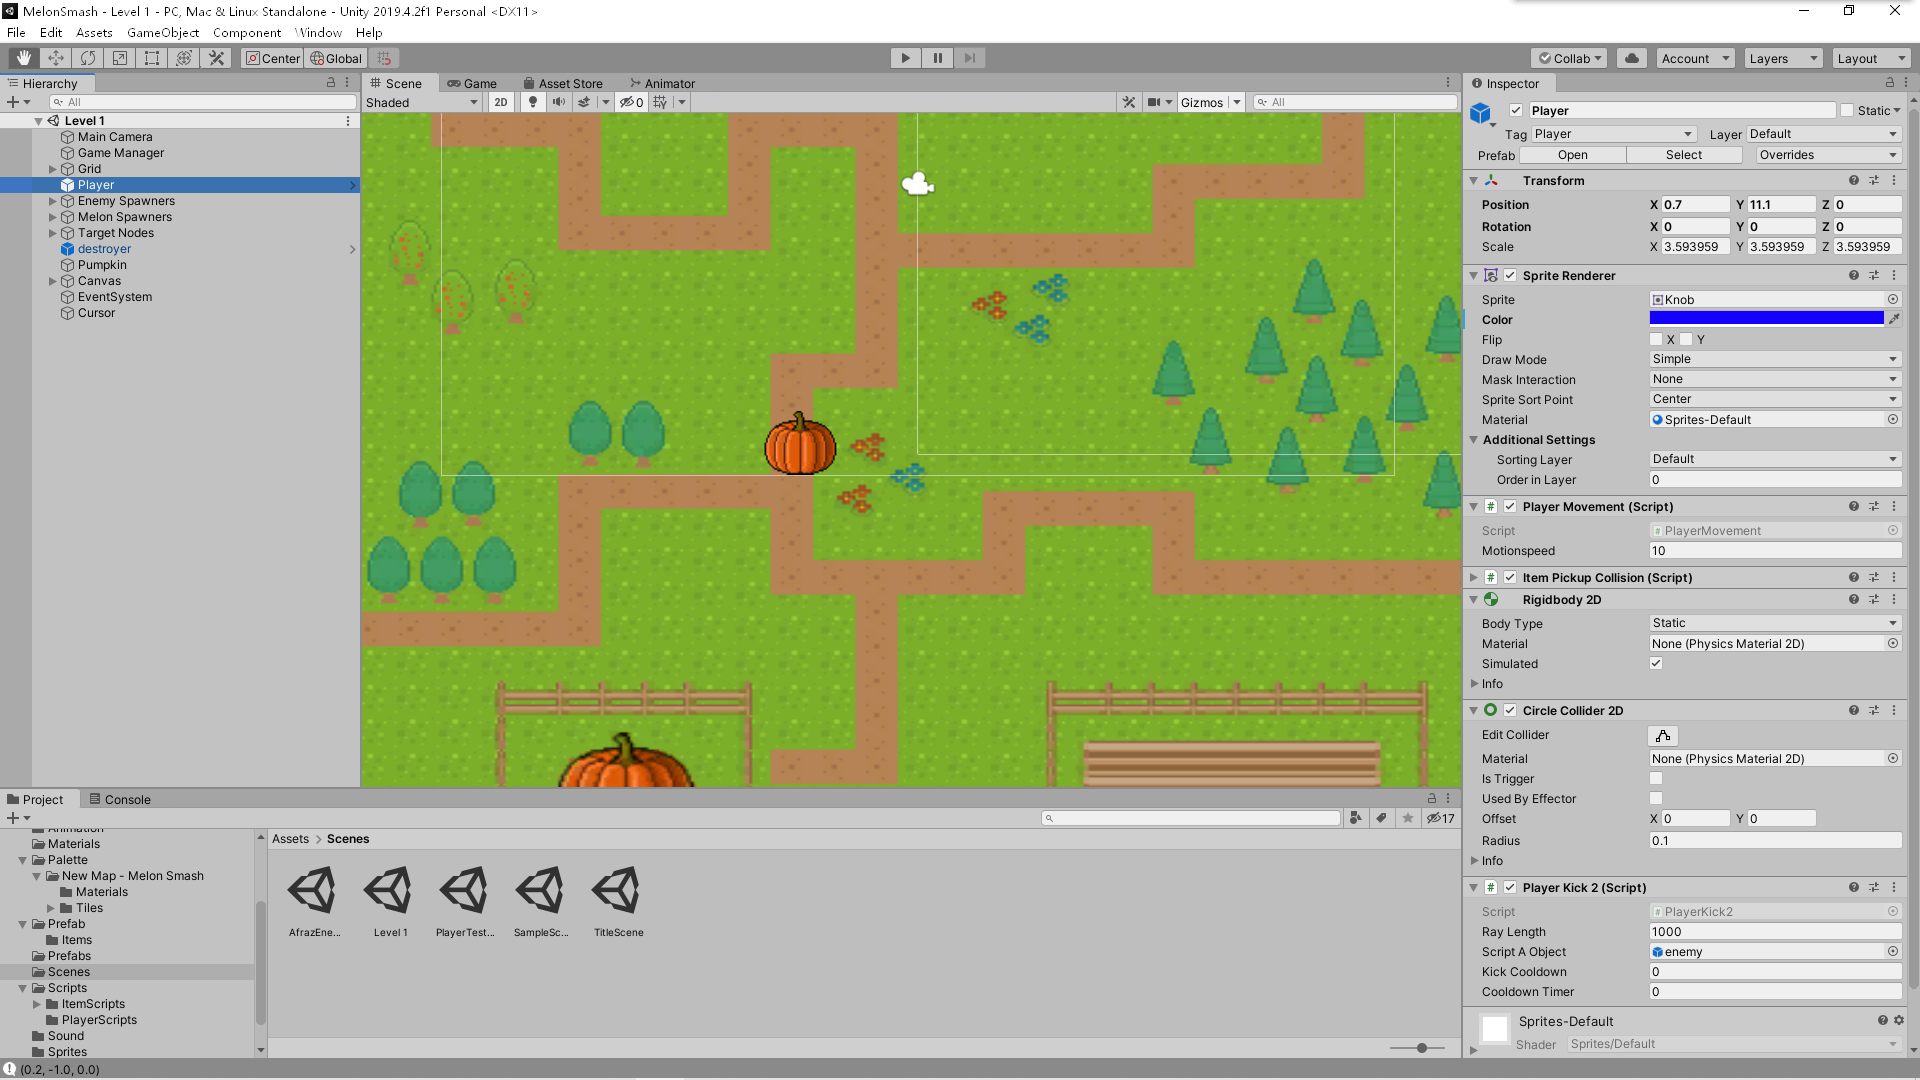 MelonSmash - Level 1 - PC, Mac & Linux Standalone - Unity 2019.4.2f1 Personal <DX11>
File Edit Assets GameObject Component Window Help
Center Global
Collab Account Layers Layout
Hierarchy
All
Level 1
Main Camera
Game Manager
Grid
Player
Enemy Spawners
Melon Spawners
Target Nodes
destroyer
Pumpkin
Canvas
EventSystem
Cursor
Scene Game Asset Store Animator
Shaded 2D 0 Gizmos All
Inspector
Player Static
Tag Player Layer Default
Prefab Open Select Overrides
Transform
Position X 0.7 Y 11.1 Z 0
Rotation X 0 Y 0 Z 0
Scale X 3.593959 Y 3.593959 Z 3.593959
Sprite Renderer
Sprite Knob
Color
Flip X Y
Draw Mode Simple
Mask Interaction None
Sprite Sort Point Center
Material Sprites-Default
Additional Settings
Sorting Layer Default
Order in Layer 0
Player Movement (Script)
Script PlayerMovement
Motionspeed 10
Item Pickup Collision (Script)
Rigidbody 2D
Body Type Static
Material None (Physics Material 2D)
Simulated
Info
Circle Collider 2D
Edit Collider
Material None (Physics Material 2D)
Is Trigger
Used By Effector
Offset X 0 Y 0
Radius 0.1
Info
Player Kick 2 (Script)
Script PlayerKick2
Ray Length 1000
Script A Object enemy
Kick Cooldown 0
Cooldown Timer 0
Sprites-Default
Shader Sprites/Default
Project Console
17
Animation
Materials
Palette
New Map - Melon Smash
Materials
Tiles
Prefab
Items
Prefabs
Scenes
Scripts
ItemScripts
PlayerScripts
Sound
Sprites
Assets > Scenes
AfrazEne... Level 1 PlayerTest... SampleSc... TitleScene
(0.2, -1.0, 0.0)